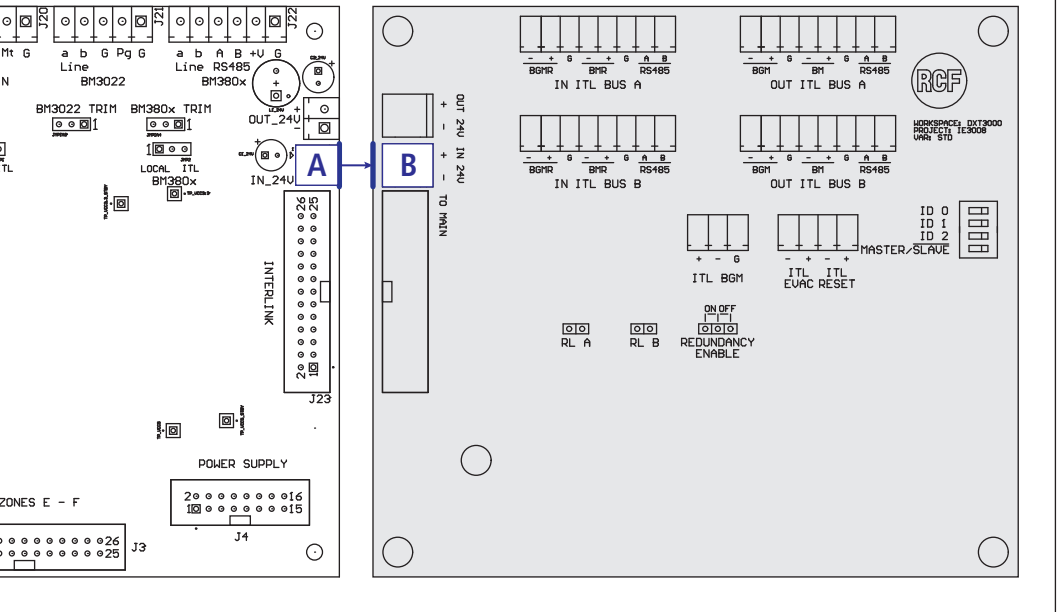 J20
J21
J22
Mt G
a b G Pg G
a b A B +V G
Line
Line RS485
N
BM3022
BM380x
BM3022 TRIM
BM380x TRIM
1
1
OUT_24V
+
-
1
TL
LOCAL ITL
BM380x
IN_24V
A
26
25
INTERLINK
2
1
J23
POWER SUPPLY
2 16
1 15
J4
ZONES E - F
26
25
J3
B
+ - OUT 24V
+ - IN 24V
TO MAIN
- + G - + G A B
BGMR BMR RS485
IN ITL BUS A
- + G - + G A B
BGM BM RS485
OUT ITL BUS A
- + G - + G A B
BGMR BMR RS485
IN ITL BUS B
- + G - + G A B
BGM BM RS485
OUT ITL BUS B
RCF
WORKSPACE: DXT3000
PROJECT: IE3008
VAR: STD
+ - G
ITL BGM
- + - +
ITL ITL
EVAC RESET
ID 0
ID 1
ID 2
MASTER/SLAVE
RL A
RL B
ON OFF
REDUNDANCY
ENABLE